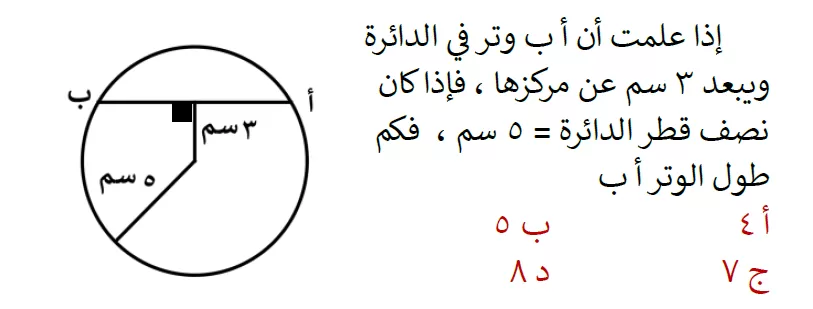 إذا علمت أن أ ب وتر في الدائرة
ويبعد ٣ سم عن مركزها ، فإذا كان
نصف قطر الدائرة = ٥ سم ، فكم
طول الوتر أ ب
أ ٤ ب ٥
ج ٧ د ٨
أ
ب
٣ سم
٥ سم